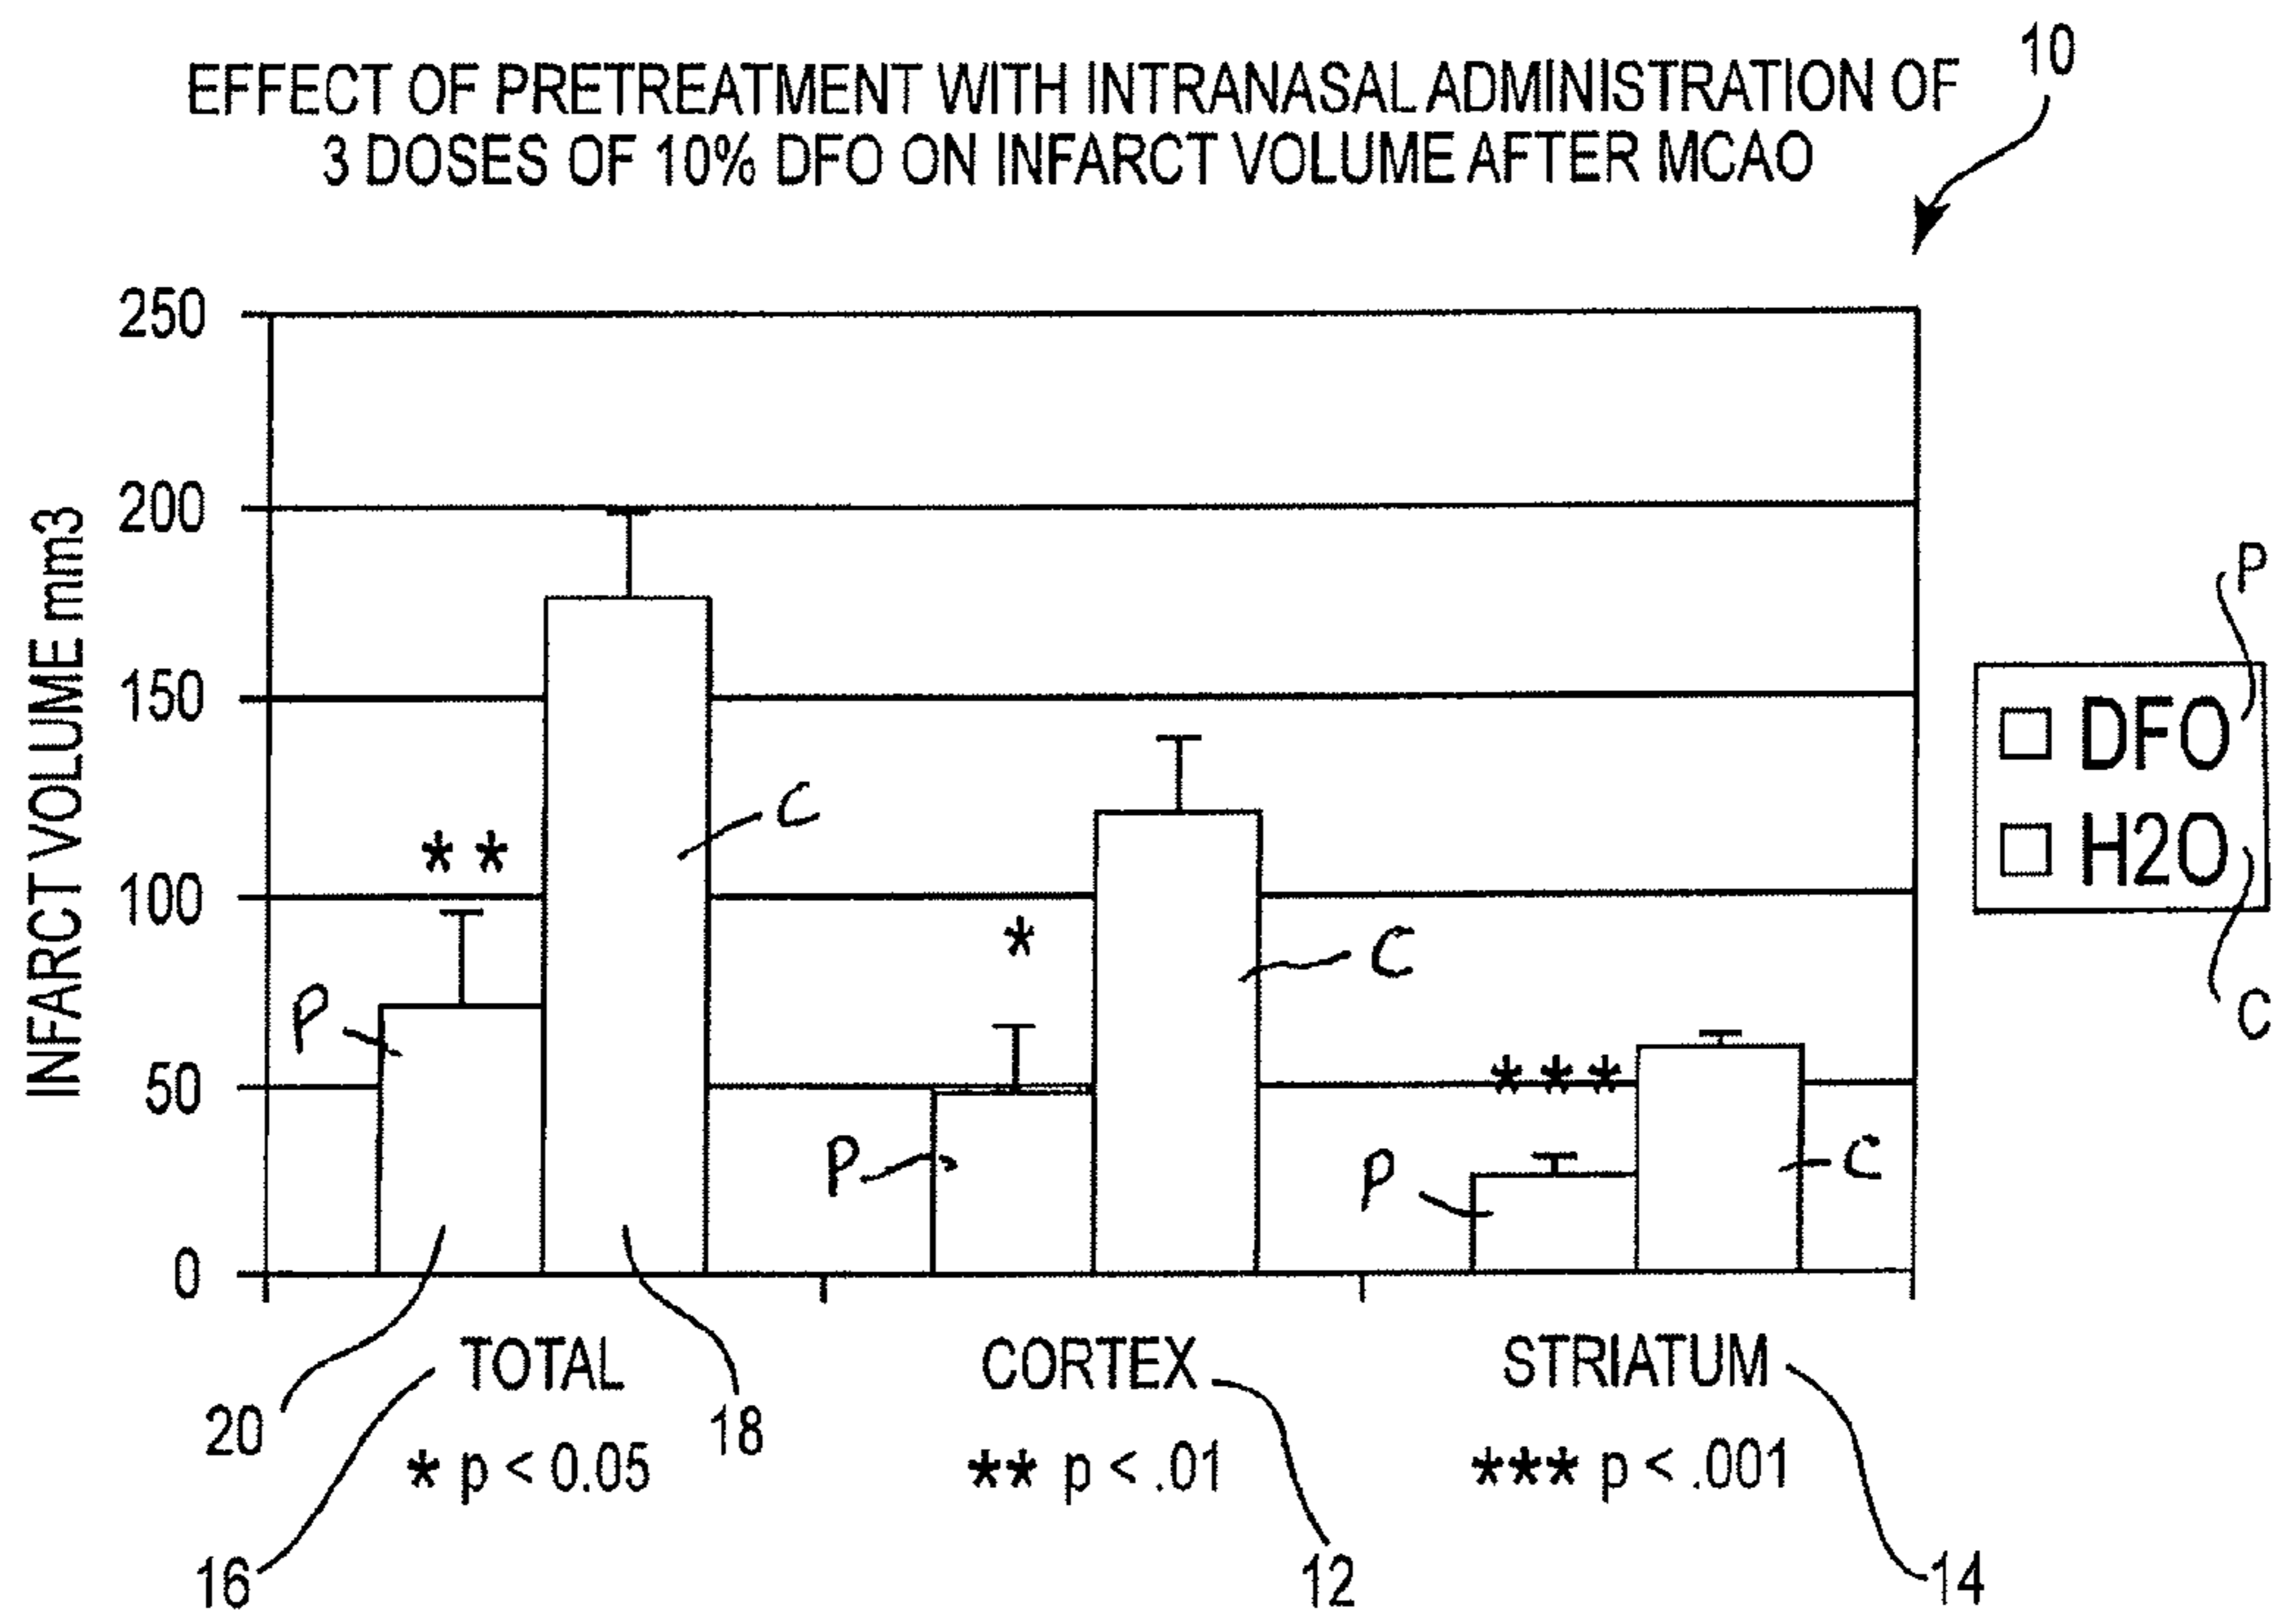 10
EFFECT OF PRETREATMENT WITH INTRANASAL ADMINISTRATION OF
3 DOSES OF 10% DFO ON INFARCT VOLUME AFTER MCAO
INFARCT VOLUME mm3
250
200
150
100
50
0
**
*
***
P
C
P
C
P
C
P
DFO
H2O
C
TOTAL
CORTEX
STRIATUM
20
18
* p < 0.05
** p < .01
*** p < .001
16
12
14